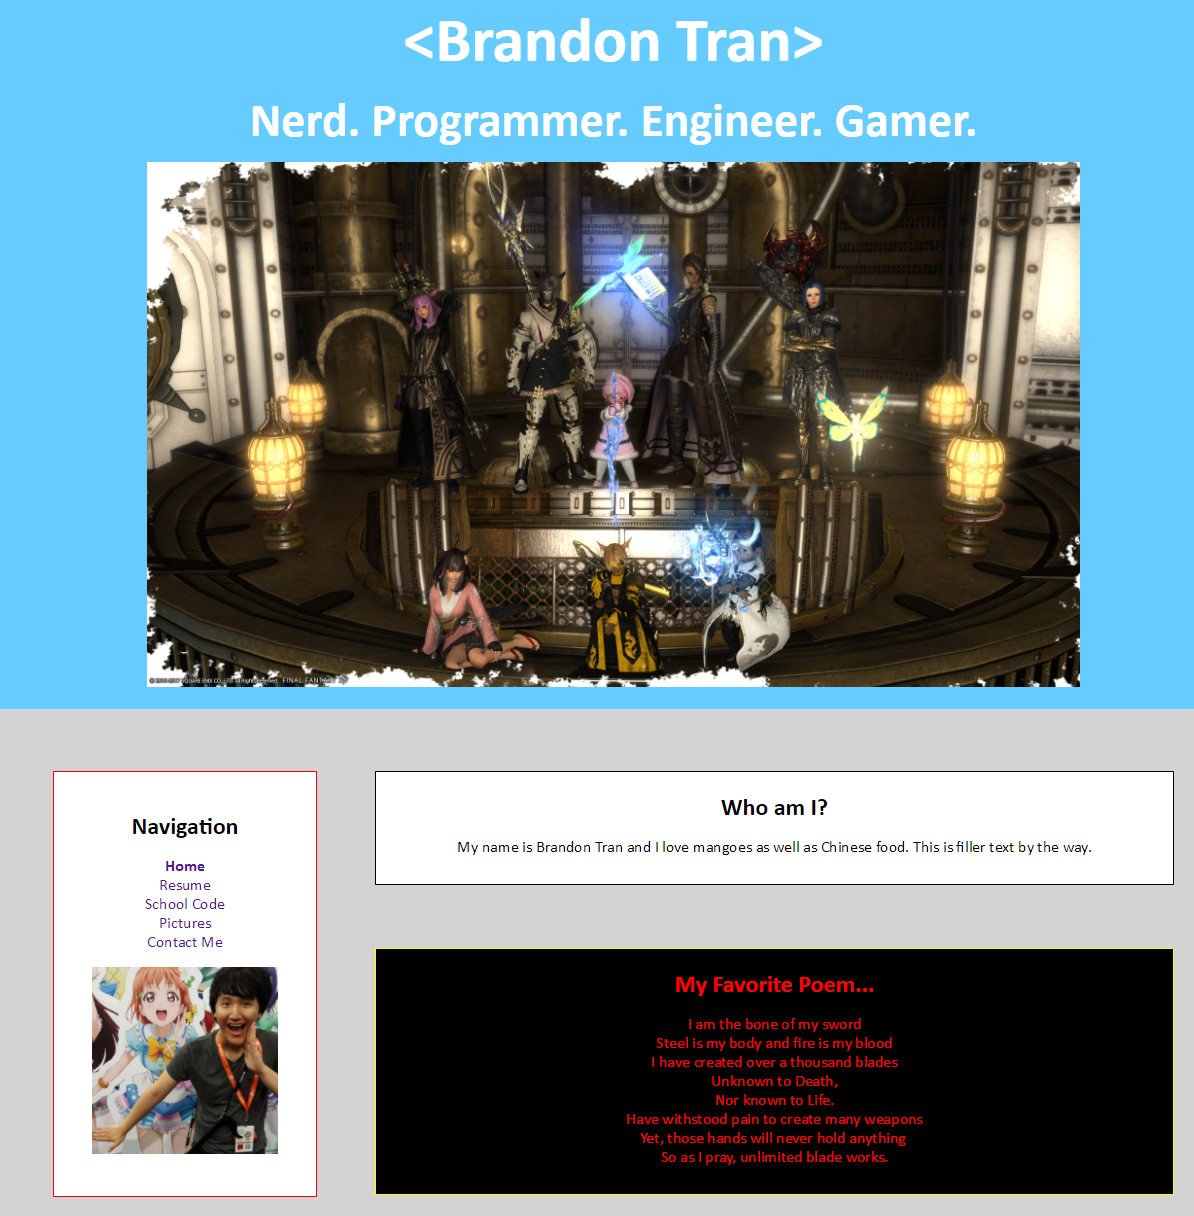 <Brandon Tran>
Nerd. Programmer. Engineer. Gamer.
FINAL FANTASY
Navigation
Home
Resume
School Code
Pictures
Contact Me
Who am I?
My name is Brandon Tran and I love mangoes as well as Chinese food. This is filler text by the way.
My Favorite Poem...
I am the bone of my sword
Steel is my body and fire is my blood
I have created over a thousand blades
Unknown to Death,
Nor known to Life.
Have withstood pain to create many weapons
Yet, those hands will never hold anything
So as I pray, unlimited blade works.